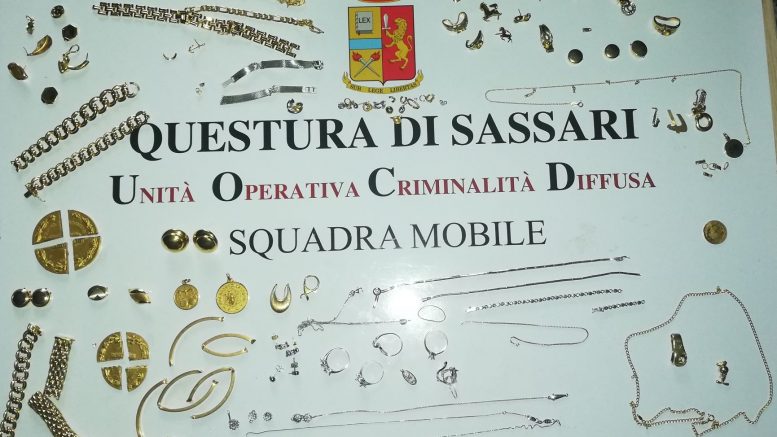 LEX
SUB LEGE LIBERTAS
QUESTURA DI SASSARI
UNITÀ OPERATIVA CRIMINALITÀ DIFFUSA
SQUADRA MOBILE